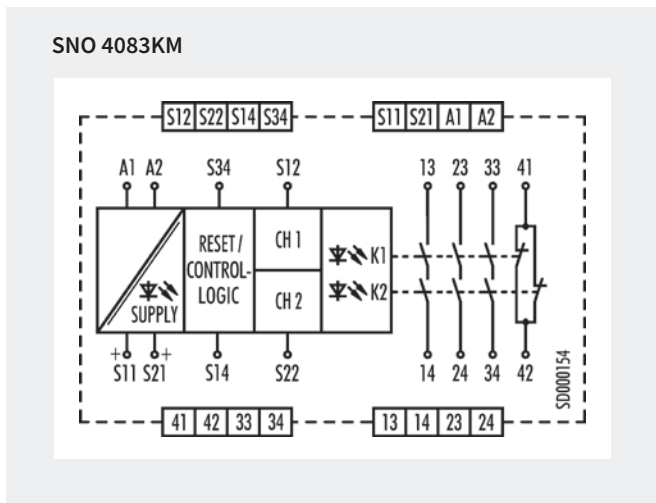 SNO 4083KM
S12 S22 S14 S34 S11 S21 A1 A2
A1 A2 S34 S12 13 23 33 41
RESET/
CONTROL-
LOGIC
CH 1
K1
CH 2
K2
SUPPLY
+ +
S11 S21 S14 S22 14 24 34 42
SD000154
41 42 33 34 13 14 23 24